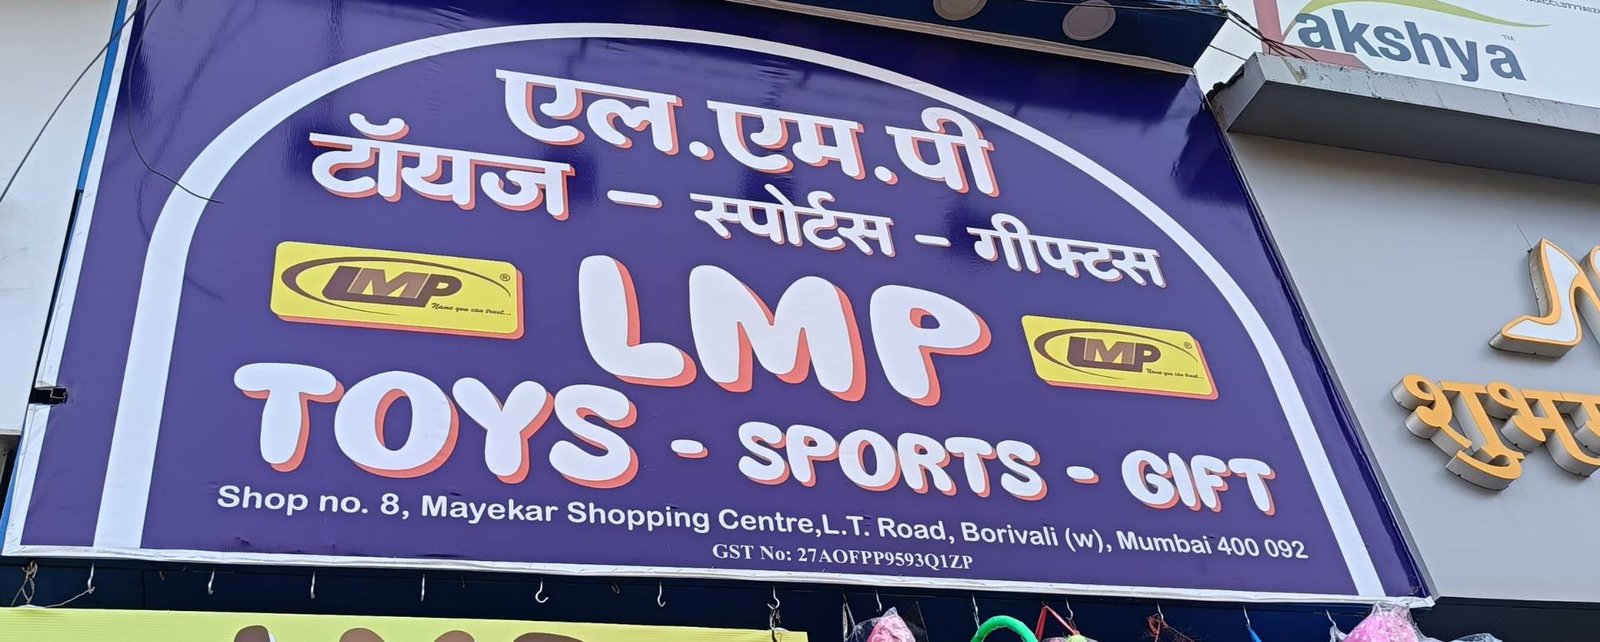 एल.एम.पी
टॉयज - स्पोर्टस - गीफ्टस
LMP
Name you can trust...
LMP
LMP
Name you can trust...
TOYS - SPORTS - GIFT
Shop no. 8, Mayekar Shopping Centre,L.T. Road, Borivali (w), Mumbai 400 092
GST No: 27AOFPP9593Q1ZP
Lakshya